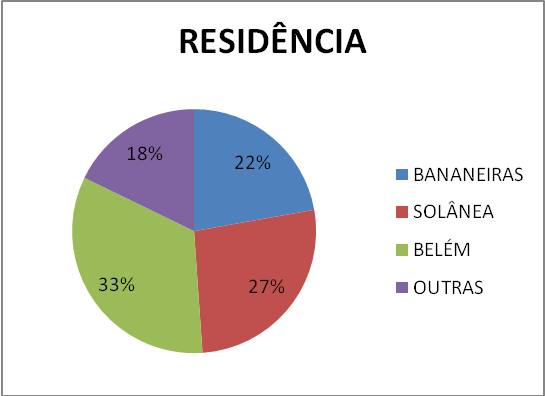 RESIDÊNCIA
18%
22%
33%
27%
BANANEIRAS
SOLÂNEA
BELÉM
OUTRAS